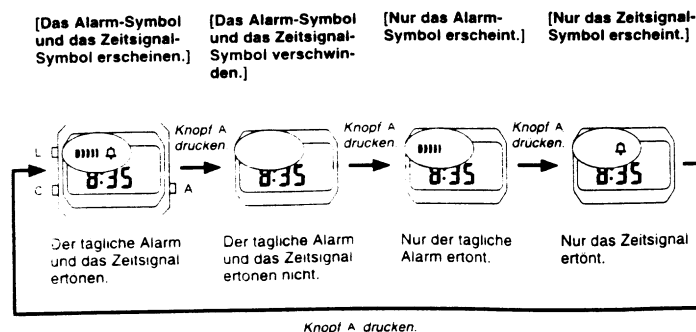 [Das Alarm-Symbol
und das Zeitsignal-
Symbol erscheinen.]
[Das Alarm-Symbol
und das Zeitsignal-
Symbol verschwin-
den.]
[Nur das Alarm-
Symbol erscheint.]
[Nur das Zeitsignal-
Symbol erscheint.]
L
C
A
8:35
Knopf A
drucken
8:35
Knopf A
drucken.
8:35
Knopf A
drucken.
8:35
Der tagliche Alarm
und das Zeitsignal
ertonen.
Der tagliche Alarm
und das Zeitsignal
ertonen nicht.
Nur der tagliche
Alarm ertont.
Nur das Zeitsignal
ertönt.
Knopf A drucken.